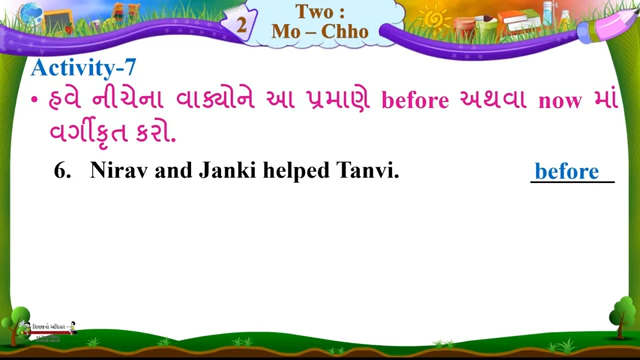 2
Two :
Mo – Chho
Activity-7
• હવે નીચેના વાક્યોને આ પ્રમાણે before અથવા now માં
વર્ગીકૃત કરો.
6. Nirav and Janki helped Tanvi. before